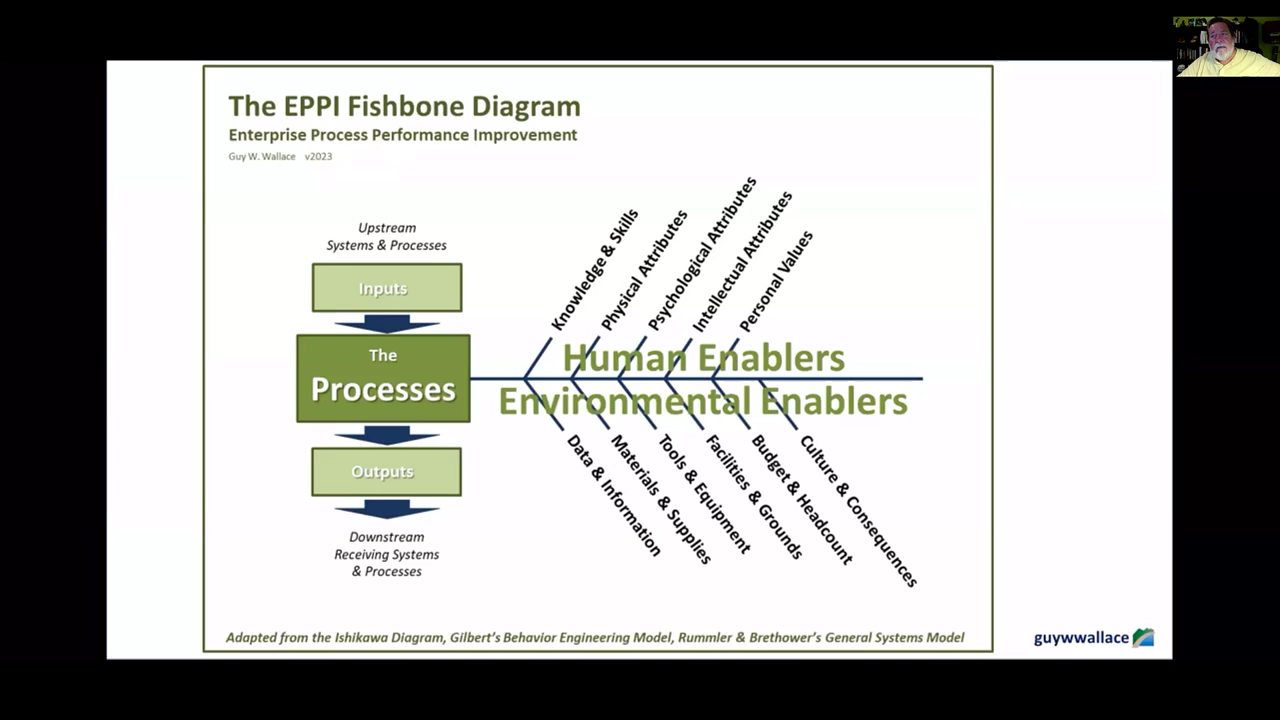 The EPPI Fishbone Diagram
Enterprise Process Performance Improvement
Guy W. Wallace v2023
Upstream
Systems & Processes
Inputs
The
Processes
Outputs
Downstream
Receiving Systems
& Processes
Knowledge & Skills
Physical Attributes
Psychological Attributes
Intellectual Attributes
Personal Values
Human Enablers
Environmental Enablers
Data & Information
Materials & Supplies
Tools & Equipment
Facilities & Grounds
Budget & Headcount
Culture & Consequences
Adapted from the Ishikawa Diagram, Gilbert's Behavior Engineering Model, Rummler & Brethower's General Systems Model
guywwallace